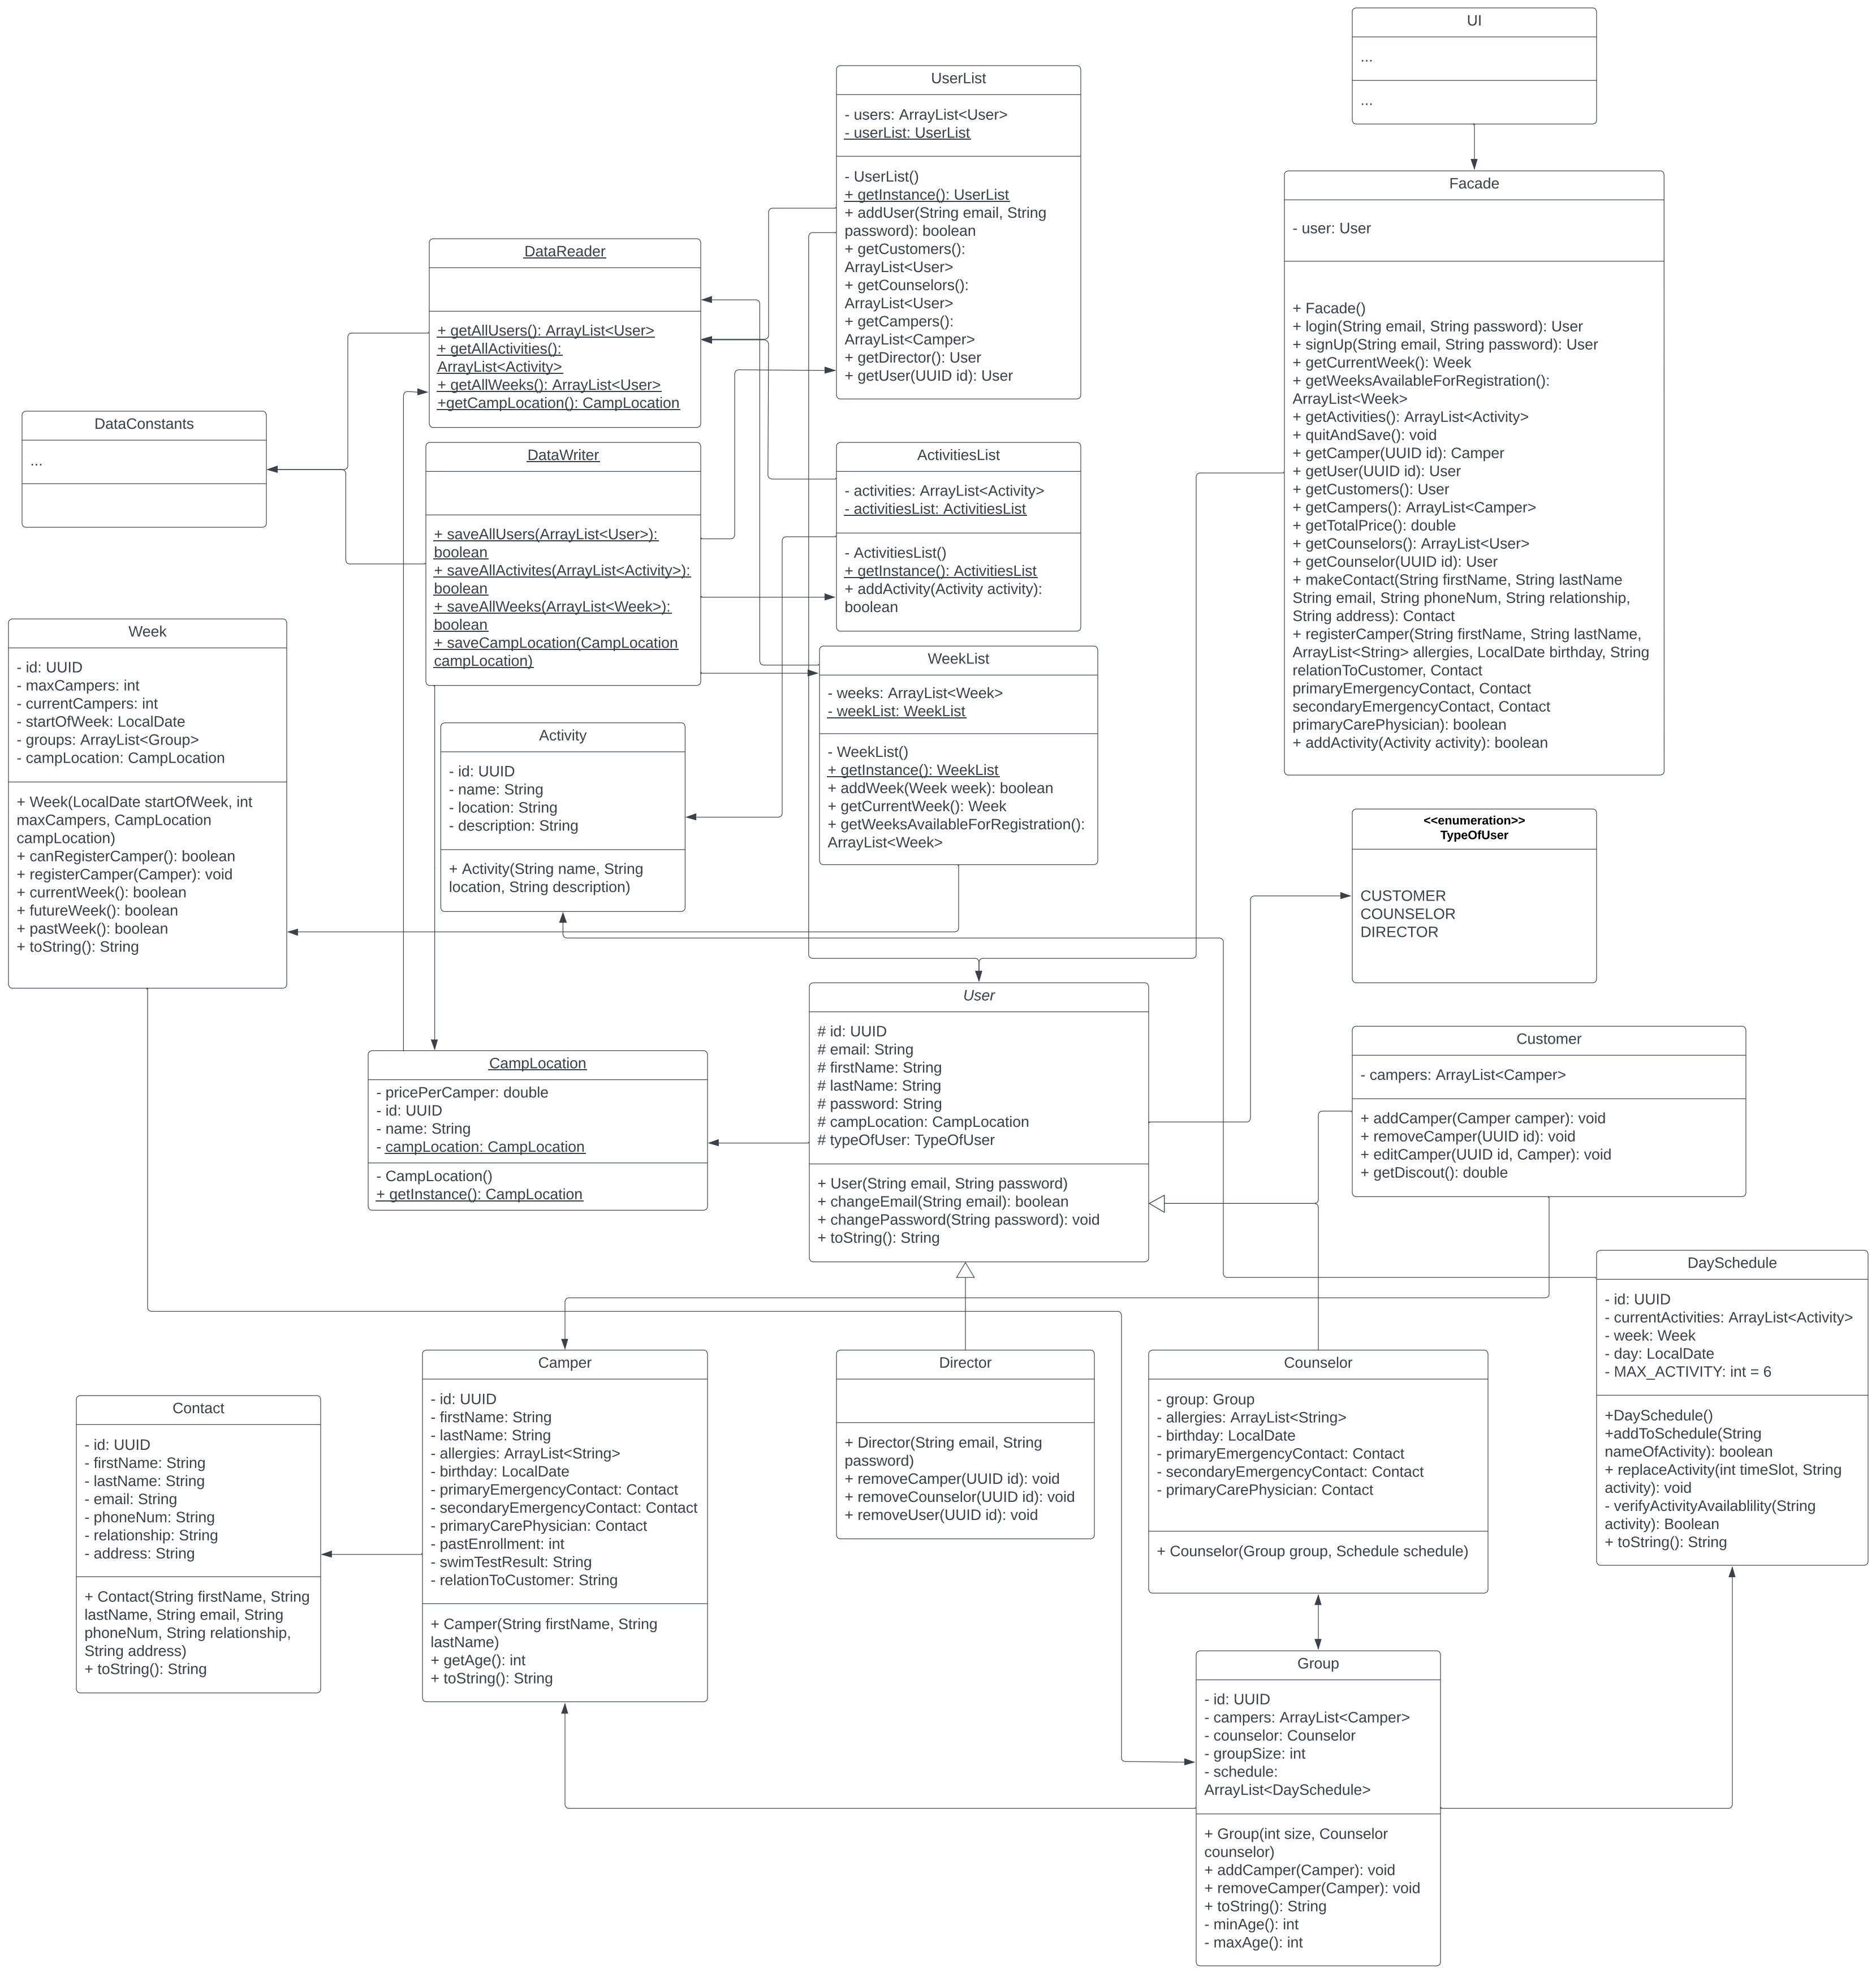 UI
...
...
UserList
- users: ArrayList<User>
- userList: UserList
- UserList()
+ getInstance(): UserList
+ addUser(String email, String
password): boolean
+ getCustomers():
ArrayList<User>
+ getCounselors():
ArrayList<User>
+ getCampers():
ArrayList<Camper>
+ getDirector(): User
+ getUser(UUID id): User
Facade
- user: User
+ Facade()
+ login(String email, String password): User
+ signUp(String email, String password): User
+ getCurrentWeek(): Week
+ getWeeksAvailableForRegistration():
ArrayList<Week>
+ getActivities(): ArrayList<Activity>
+ quitAndSave(): void
+ getCamper(UUID id): Camper
+ getUser(UUID id): User
+ getCustomers(): User
+ getCampers(): ArrayList<Camper>
+ getTotalPrice(): double
+ getCounselors(): ArrayList<User>
+ getCounselor(UUID id): User
+ makeContact(String firstName, String lastName
String email, String phoneNum, String relationship,
String address): Contact
+ registerCamper(String firstName, String lastName,
ArrayList<String> allergies, LocalDate birthday, String
relationToCustomer, Contact
primaryEmergencyContact, Contact
secondaryEmergencyContact, Contact
primaryCarePhysician): boolean
+ addActivity(Activity activity): boolean
DataReader
+ getAllUsers(): ArrayList<User>
+ getAllActivities():
ArrayList<Activity>
+ getAllWeeks(): ArrayList<User>
+getCampLocation(): CampLocation
DataConstants
...
DataWriter
+ saveAllUsers(ArrayList<User>):
boolean
+ saveAllActivites(ArrayList<Activity>):
boolean
+ saveAllWeeks(ArrayList<Week>):
boolean
+ saveCampLocation(CampLocation
campLocation)
ActivitiesList
- activities: ArrayList<Activity>
- activitiesList: ActivitiesList
- ActivitiesList()
+ getInstance(): ActivitiesList
+ addActivity(Activity activity):
boolean
Week
- id: UUID
- maxCampers: int
- currentCampers: int
- startOfWeek: LocalDate
- groups: ArrayList<Group>
- campLocation: CampLocation
+ Week(LocalDate startOfWeek, int
maxCampers, CampLocation
campLocation)
+ canRegisterCamper(): boolean
+ registerCamper(Camper): void
+ currentWeek(): boolean
+ futureWeek(): boolean
+ pastWeek(): boolean
+ toString(): String
WeekList
- weeks: ArrayList<Week>
- weekList: WeekList
- WeekList()
+ getInstance(): WeekList
+ addWeek(Week week): boolean
+ getCurrentWeek(): Week
+ getWeeksAvailableForRegistration():
ArrayList<Week>
Activity
- id: UUID
- name: String
- location: String
- description: String
+ Activity(String name, String
location, String description)
<<enumeration>>
TypeOfUser
CUSTOMER
COUNSELOR
DIRECTOR
User
# id: UUID
# email: String
# firstName: String
# lastName: String
# password: String
# campLocation: CampLocation
# typeOfUser: TypeOfUser
+ User(String email, String password)
+ changeEmail(String email): boolean
+ changePassword(String password): void
+ toString(): String
CampLocation
- pricePerCamper: double
- id: UUID
- name: String
- campLocation: CampLocation
- CampLocation()
+ getInstance(): CampLocation
Customer
- campers: ArrayList<Camper>
+ addCamper(Camper camper): void
+ removeCamper(UUID id): void
+ editCamper(UUID id, Camper): void
+ getDiscout(): double
DaySchedule
- id: UUID
- currentActivities: ArrayList<Activity>
- week: Week
- day: LocalDate
- MAX_ACTIVITY: int = 6
+DaySchedule()
+addToSchedule(String
nameOfActivity): boolean
+ replaceActivity(int timeSlot, String
activity): void
- verifyActivityAvailablility(String
activity): Boolean
+ toString(): String
Contact
- id: UUID
- firstName: String
- lastName: String
- email: String
- phoneNum: String
- relationship: String
- address: String
+ Contact(String firstName, String
lastName, String email, String
phoneNum, String relationship,
String address)
+ toString(): String
Camper
- id: UUID
- firstName: String
- lastName: String
- allergies: ArrayList<String>
- birthday: LocalDate
- primaryEmergencyContact: Contact
- secondaryEmergencyContact: Contact
- primaryCarePhysician: Contact
- pastEnrollment: int
- swimTestResult: String
- relationToCustomer: String
+ Camper(String firstName, String
lastName)
+ getAge(): int
+ toString(): String
Director
+ Director(String email, String
password)
+ removeCamper(UUID id): void
+ removeCounselor(UUID id): void
+ removeUser(UUID id): void
Counselor
- group: Group
- allergies: ArrayList<String>
- birthday: LocalDate
- primaryEmergencyContact: Contact
- secondaryEmergencyContact: Contact
- primaryCarePhysician: Contact
+ Counselor(Group group, Schedule schedule)
Group
- id: UUID
- campers: ArrayList<Camper>
- counselor: Counselor
- groupSize: int
- schedule:
ArrayList<DaySchedule>
+ Group(int size, Counselor
counselor)
+ addCamper(Camper): void
+ removeCamper(Camper): void
+ toString(): String
- minAge(): int
- maxAge(): int